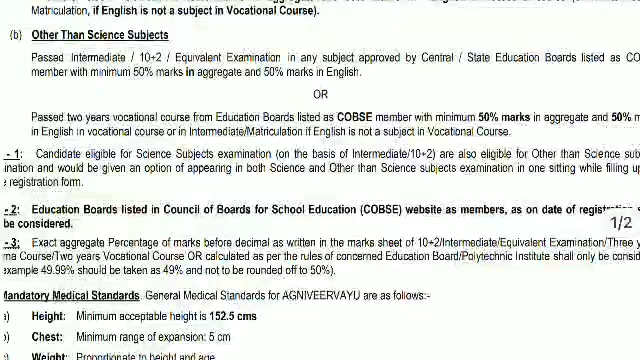 Matriculation, if English is not a subject in Vocational Course).
(b) Other Than Science Subjects
Passed Intermediate / 10+2 / Equivalent Examination in any subject approved by Central / State Education Boards listed as CO
member with minimum 50% marks in aggregate and 50% marks in English.
OR
Passed two years vocational course from Education Boards listed as COBSE member with minimum 50% marks in aggregate and 50% m
in English in vocational course or in Intermediate/Matriculation if English is not a subject in Vocational Course.
- 1: Candidate eligible for Science Subjects examination (on the basis of Intermediate/10+2) are also eligible for Other than Science sub
ination and would be given an option of appearing in both Science and Other than Science subjects examination in one sitting while filling up
e registration form.
- 2: Education Boards listed in Council of Boards for School Education (COBSE) website as members, as on date of
be considered.
1/2
- 3: Exact aggregate Percentage of marks before decimal as written in the marks sheet of 10+2/Intermediate/Equivalent Examination/Three y
ma Course/Two years Vocational Course OR calculated as per the rules of concerned Education Board/Polytechnic Institute shall only be consid
example 49.99% should be taken as 49% and not to be rounded off to 50%).
Mandatory Medical Standards. General Medical Standards for AGNIVEERVAYU are as follows:-
a) Height: Minimum acceptable height is 152.5 cms
b) Chest: Minimum range of expansion: 5 cm
Weight: Proportionate to height and age